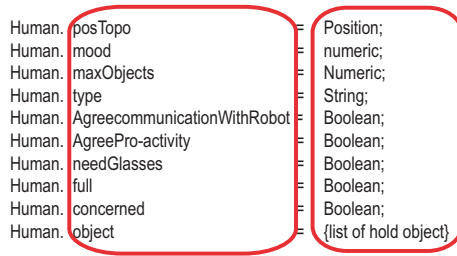 Human. posTopo = Position;
Human. mood = numeric;
Human. maxObjects = Numeric;
Human. type = String;
Human. AgreecommunicationWithRobot = Boolean;
Human. AgreePro-activity = Boolean;
Human. needGlasses = Boolean;
Human. full = Boolean;
Human. concerned = Boolean;
Human. object = {list of hold object}